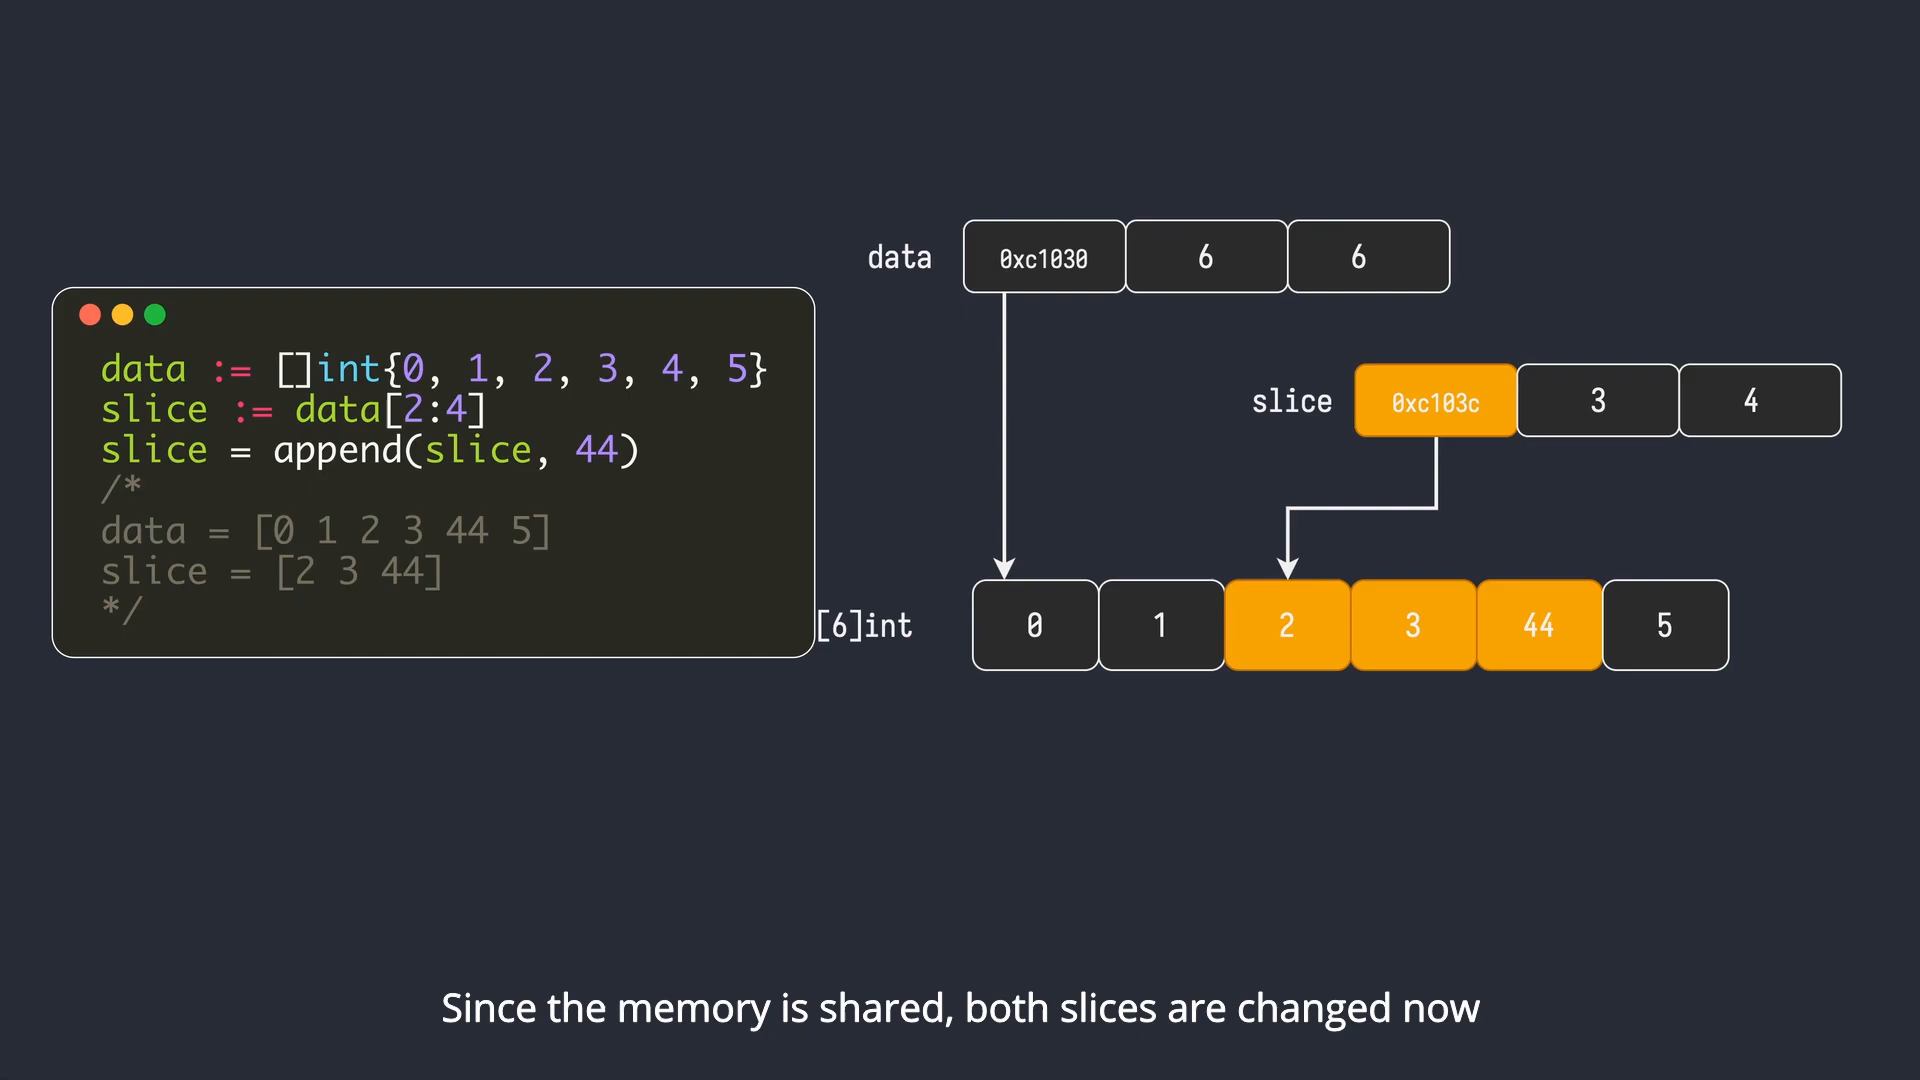 data := []int{0, 1, 2, 3, 4, 5}
slice := data[2:4]
slice = append(slice, 44)
/*
data = [0 1 2 3 44 5]
slice = [2 3 44]
*/
data 0xc1030 6 6
slice 0xc103c 3 4
[6]int 0 1 2 3 44 5
Since the memory is shared, both slices are changed now